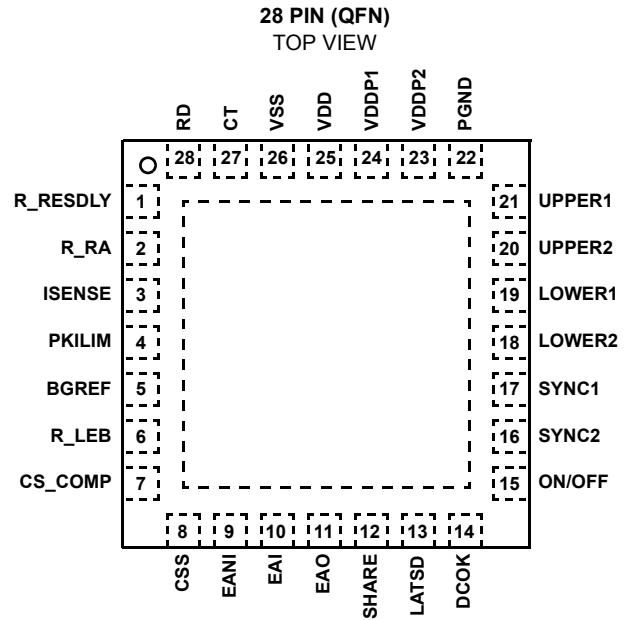 28 PIN (QFN)
TOP VIEW
RD
CT
VSS
VDD
VDDP1
VDDP2
PGND
28
27
26
25
24
23
22
R_RESDLY 1
21 UPPER1
R_RA 2
20 UPPER2
ISENSE 3
19 LOWER1
PKILIM 4
18 LOWER2
BGREF 5
17 SYNC1
R_LEB 6
16 SYNC2
CS_COMP 7
15 ON/OFF
8
9
10
11
12
13
14
CSS
EANI
EAI
EAO
SHARE
LATSD
DCOK